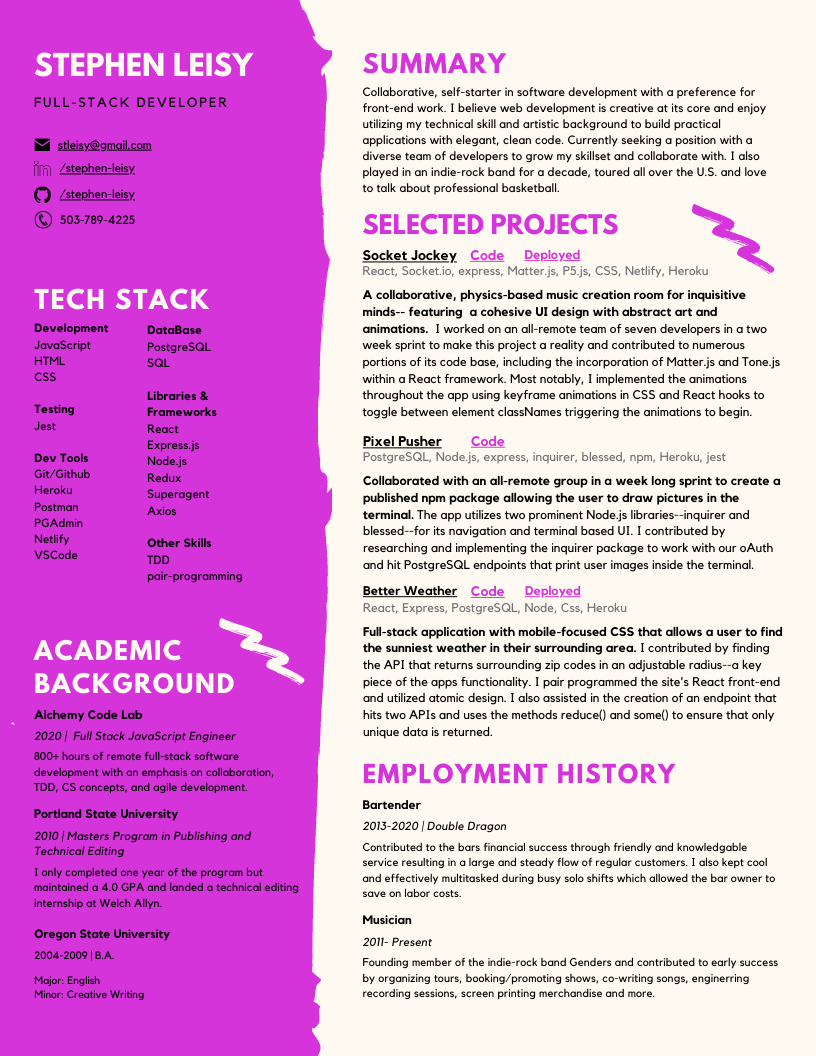 STEPHEN LEISY
FULL-STACK DEVELOPER
stleisy@gmail.com
/stephen-leisy
/stephen-leisy
503-789-4225
TECH STACK
Development
JavaScript
HTML
CSS
Testing
Jest
Dev Tools
Git/Github
Heroku
Postman
PGAdmin
Netlify
VSCode
DataBase
PostgreSQL
SQL
Libraries &
Frameworks
React
Express.js
Node.js
Redux
Superagent
Axios
Other Skills
TDD
pair-programming
ACADEMIC
BACKGROUND
Alchemy Code Lab
2020 | Full Stack JavaScript Engineer
800+ hours of remote full-stack software
development with an emphasis on collaboration,
TDD, CS concepts, and agile development.
Portland State University
2010 | Masters Program in Publishing and
Technical Editing
I only completed one year of the program but
maintained a 4.0 GPA and landed a technical editing
internship at Welch Allyn.
Oregon State University
2004-2009 | B.A.
Major: English
Minor: Creative Writing
SUMMARY
Collaborative, self-starter in software development with a preference for
front-end work. I believe web development is creative at its core and enjoy
utilizing my technical skill and artistic background to build practical
applications with elegant, clean code. Currently seeking a position with a
diverse team of developers to grow my skillset and collaborate with. I also
played in an indie-rock band for a decade, toured all over the U.S. and love
to talk about professional basketball.
SELECTED PROJECTS
Socket Jockey Code Deployed
React, Socket.io, express, Matter.js, P5.js, CSS, Netlify, Heroku
A collaborative, physics-based music creation room for inquisitive
minds-- featuring a cohesive UI design with abstract art and
animations. I worked on an all-remote team of seven developers in a two
week sprint to make this project a reality and contributed to numerous
portions of its code base, including the incorporation of Matter.js and Tone.js
within a React framework. Most notably, I implemented the animations
throughout the app using keyframe animations in CSS and React hooks to
toggle between element classNames triggering the animations to begin.
Pixel Pusher Code
PostgreSQL, Node.js, express, inquirer, blessed, npm, Heroku, jest
Collaborated with an all-remote group in a week long sprint to create a
published npm package allowing the user to draw pictures in the
terminal. The app utilizes two prominent Node.js libraries--inquirer and
blessed--for its navigation and terminal based UI. I contributed by
researching and implementing the inquirer package to work with our oAuth
and hit PostgreSQL endpoints that print user images inside the terminal.
Better Weather Code Deployed
React, Express, PostgreSQL, Node, Css, Heroku
Full-stack application with mobile-focused CSS that allows a user to find
the sunniest weather in their surrounding area. I contributed by finding
the API that returns surrounding zip codes in an adjustable radius--a key
piece of the apps functionality. I pair programmed the site's React front-end
and utilized atomic design. I also assisted in the creation of an endpoint that
hits two APIs and uses the methods reduce() and some() to ensure that only
unique data is returned.
EMPLOYMENT HISTORY
Bartender
2013-2020 | Double Dragon
Contributed to the bars financial success through friendly and knowledgable
service resulting in a large and steady flow of regular customers. I also kept cool
and effectively multitasked during busy solo shifts which allowed the bar owner to
save on labor costs.
Musician
2011- Present
Founding member of the indie-rock band Genders and contributed to early success
by organizing tours, booking/promoting shows, co-writing songs, enginerring
recording sessions, screen printing merchandise and more.